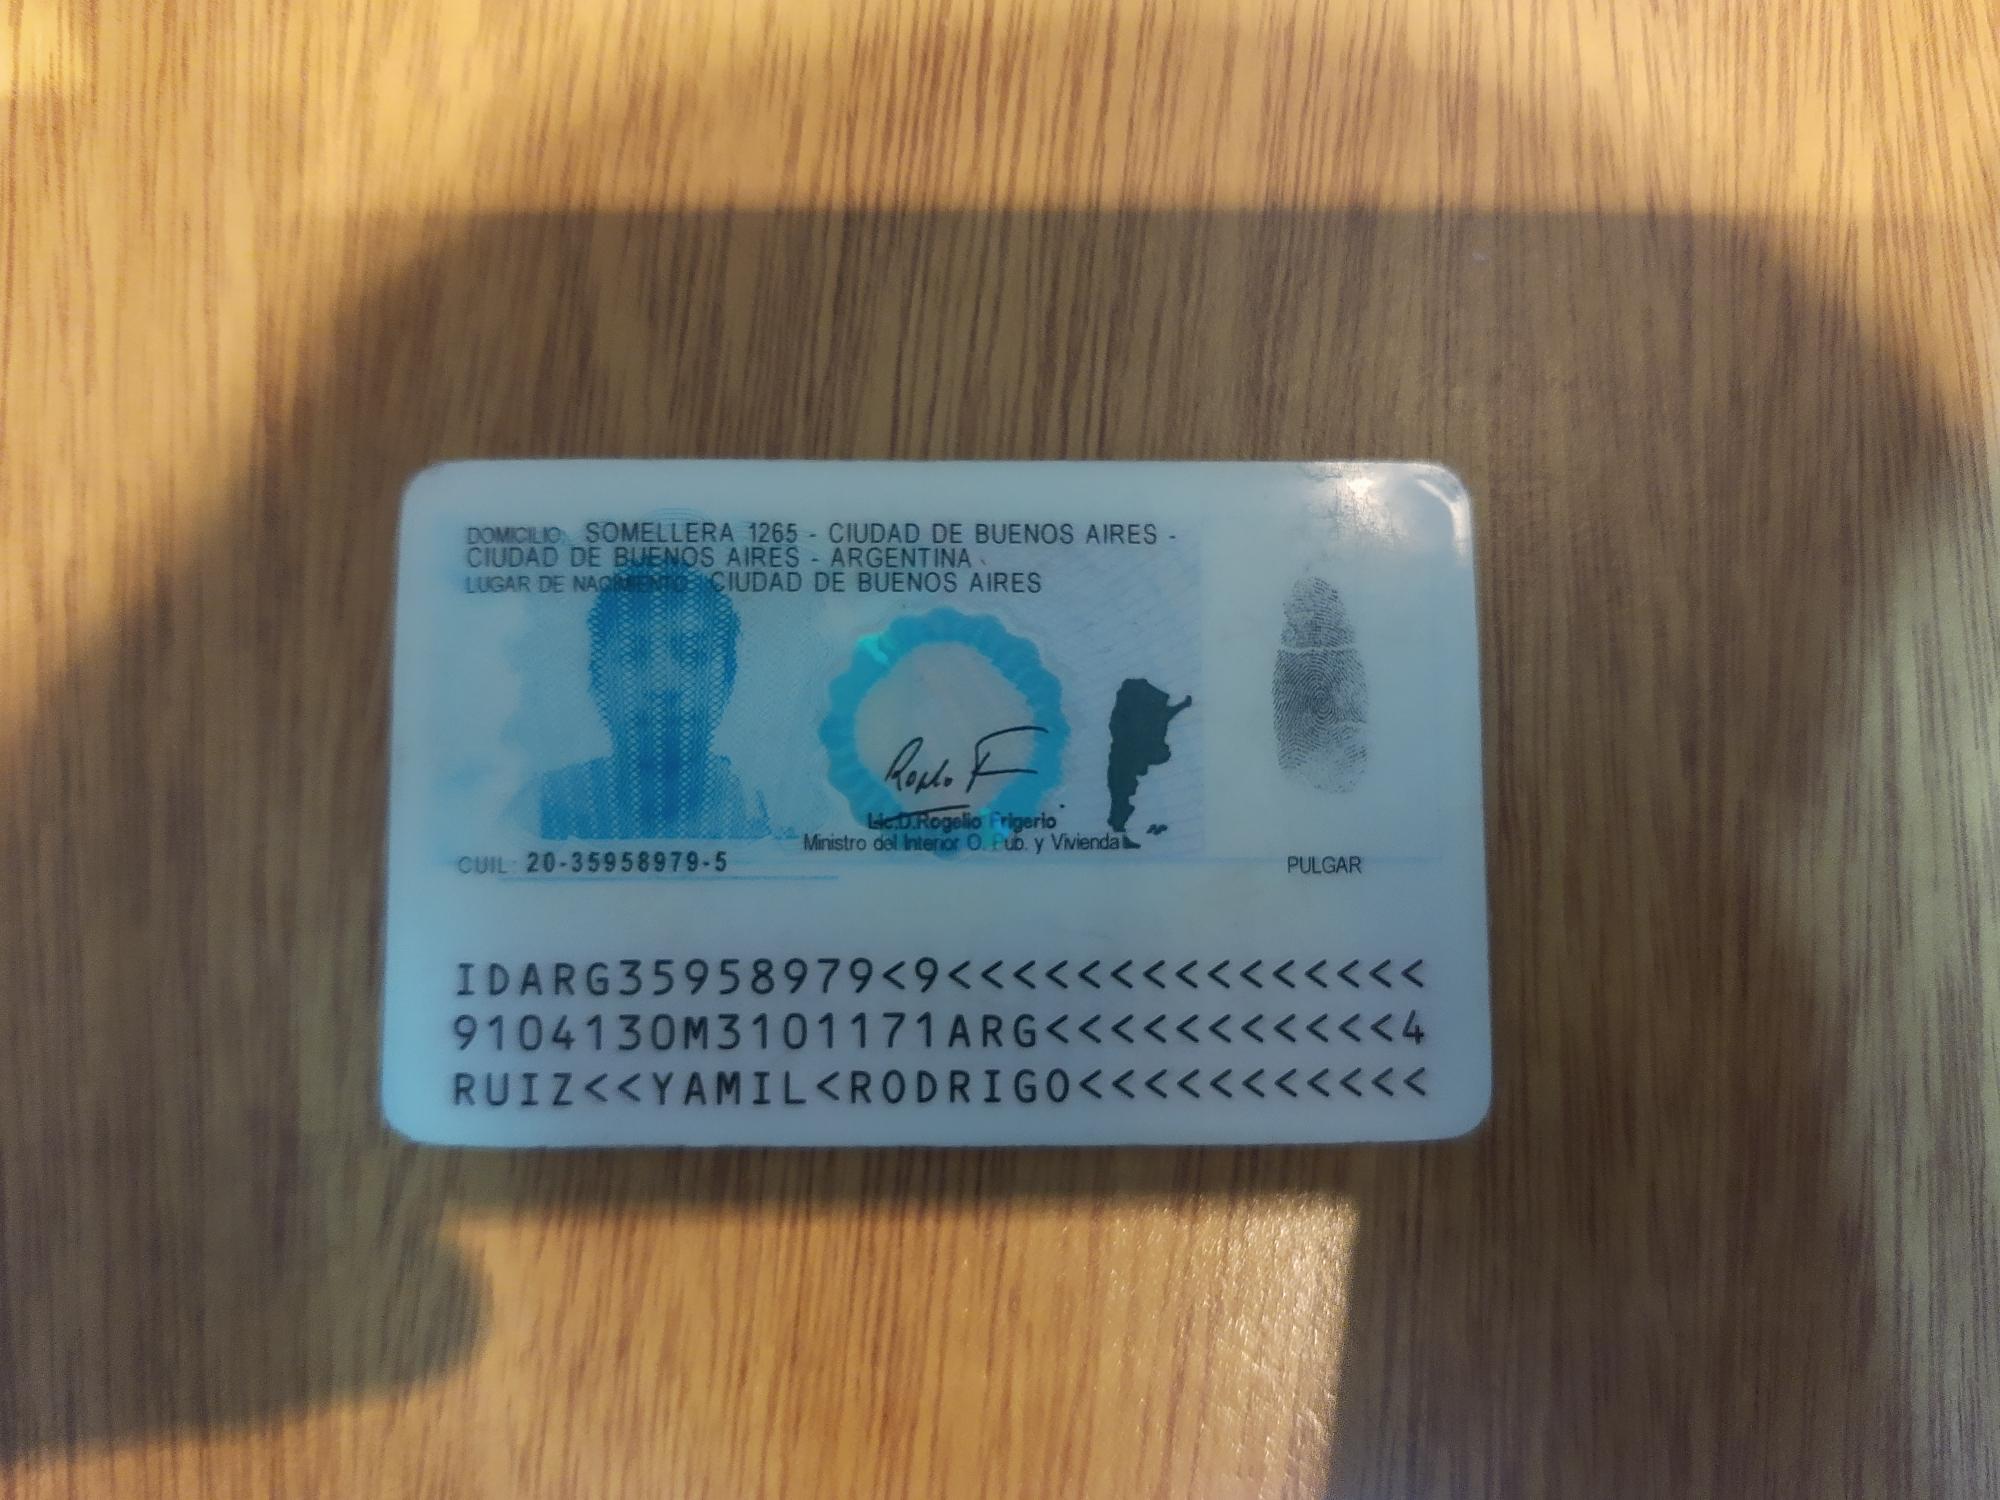 DOMICILIO: SOMELLERA 1265 - CIUDAD DE BUENOS AIRES -
CIUDAD DE BUENOS AIRES - ARGENTINA
LUGAR DE NACIMIENTO: CIUDAD DE BUENOS AIRES
Lic.D.Rogelio Frigerio
Ministro del Interior O. Pub. y Vivienda
CUIL: 20-35958979-5
PULGAR
IDARG35958979<9<<<<<<<<<<<<<<<
9104130M3101171ARG<<<<<<<<<<<4
RUIZ<<YAMIL<RODRIGO<<<<<<<<<<<